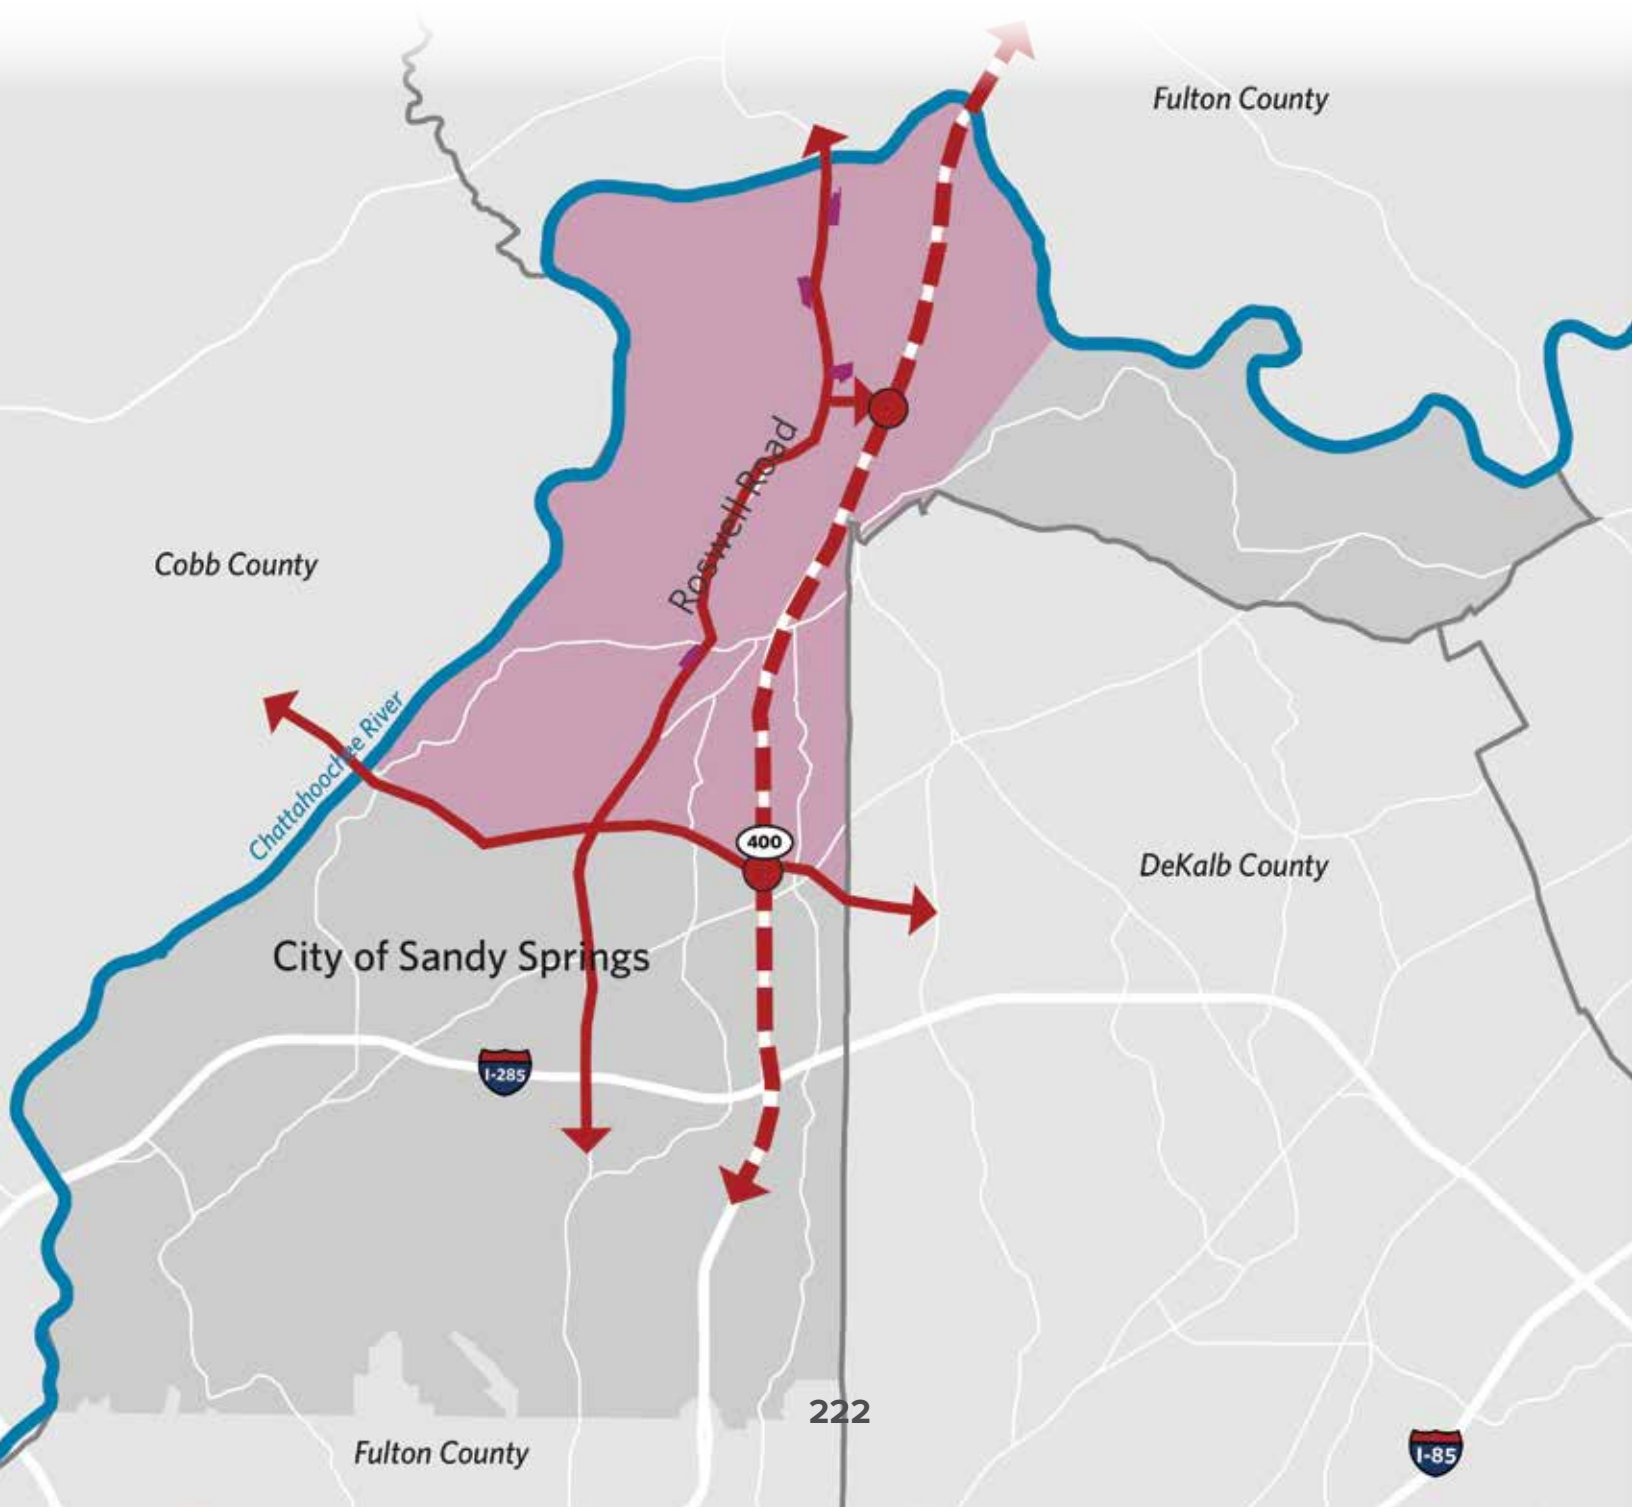 Fulton County
Roswell Road
Cobb County
Chattahoochee River
400
DeKalb County
City of Sandy Springs
I-285
222
Fulton County
I-85